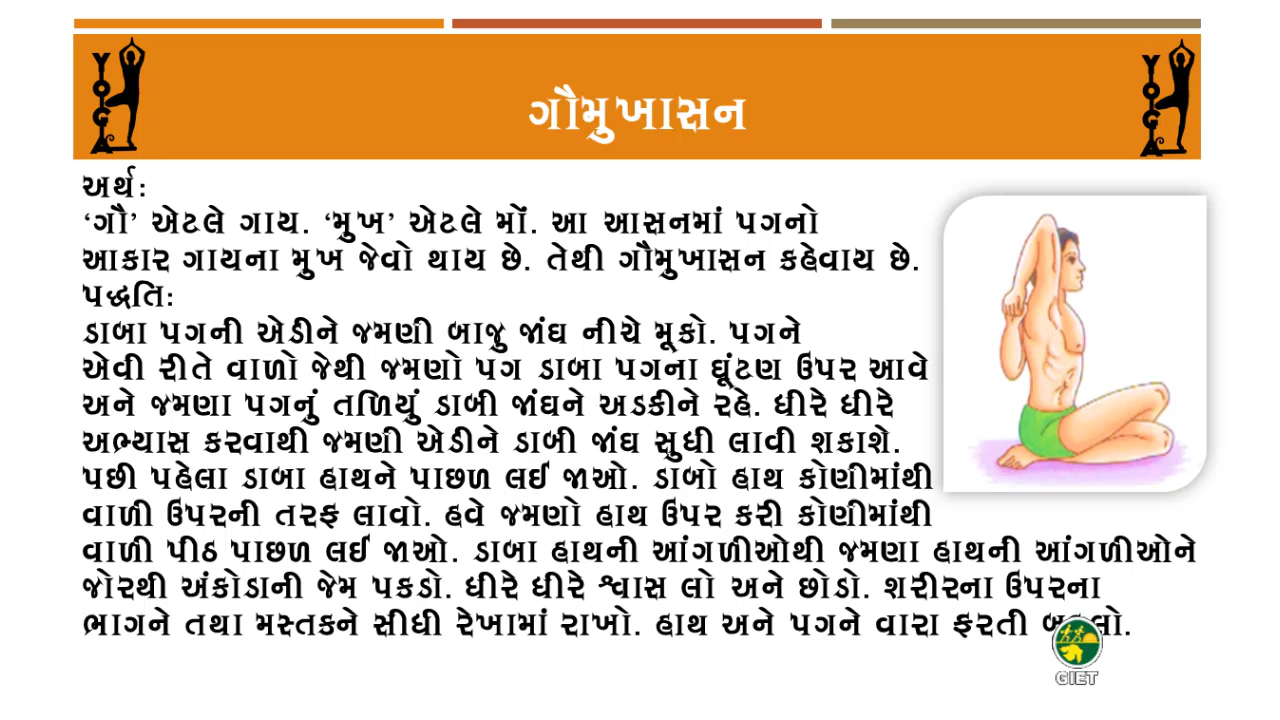 YOGA
YOGA
ગૌમુખાસન
અર્થ:
‘ગૌ’ એટલે ગાય. ‘મુખ’ એટલે મોં. આ આસનમાં પગનો
આકાર ગાયના મુખ જેવો થાય છે. તેથી ગૌમુખાસન કહેવાય છે.
પદ્ધતિ:
ડાબા પગની એડીને જમણી બાજુ જાંઘ નીચે મૂકો. પગને
એવી રીતે વાળો જેથી જમણો પગ ડાબા પગના ઘૂંટણ ઉપર આવે
અને જમણા પગનું તળિયું ડાબી જાંઘને અડકીને રહે. ધીરે ધીરે
અભ્યાસ કરવાથી જમણી એડીને ડાબી જાંઘ સુધી લાવી શકાશે.
પછી પહેલા ડાબા હાથને પાછળ લઈ જાઓ. ડાબો હાથ કોણીમાંથી
વાળી ઉપરની તરફ લાવો. હવે જમણો હાથ ઉપર કરી કોણીમાંથી
વાળી પીઠ પાછળ લઈ જાઓ. ડાબા હાથની આંગળીઓથી જમણા હાથની આંગળીઓને
જોરથી અંકોડાની જેમ પકડો. ધીરે ધીરે શ્વાસ લો અને છોડો. શરીરના ઉપરના
ભાગને તથા મસ્તકને સીધી રેખામાં રાખો. હાથ અને પગને વારા ફરતી
GIET